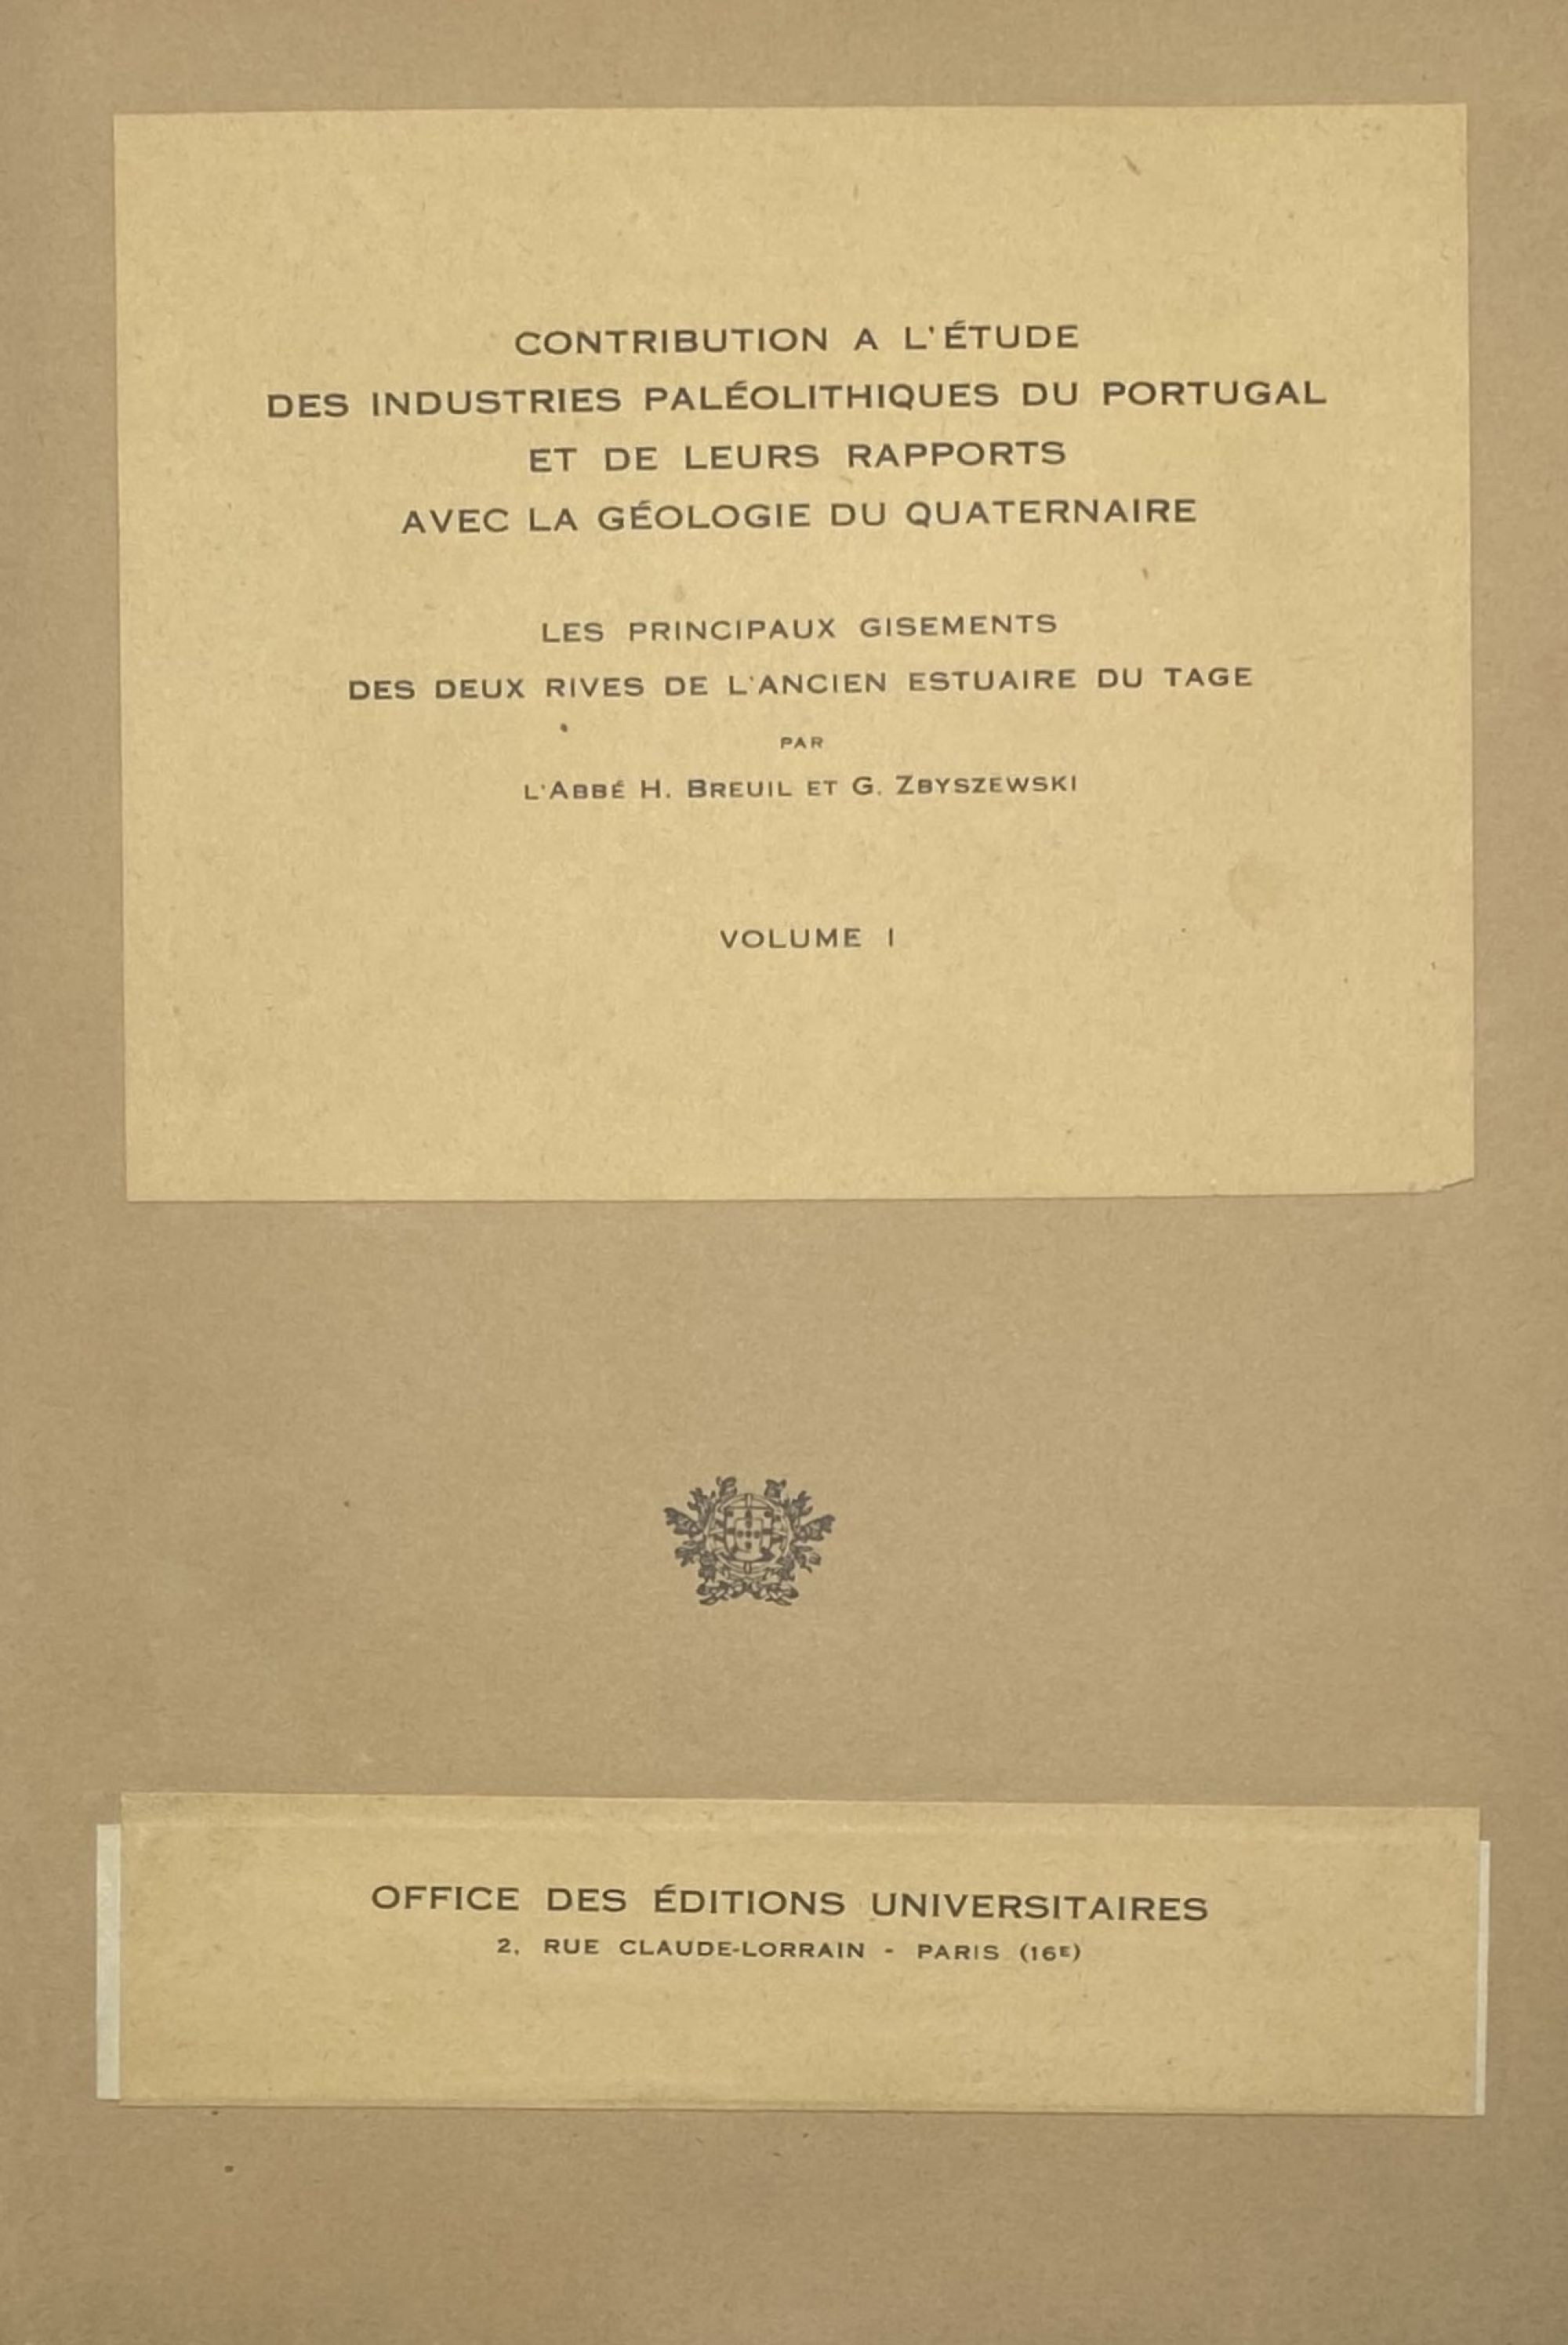 CONTRIBUTION A L'ÉTUDE
DES INDUSTRIES PALÉOLITHIQUES DU PORTUGAL
ET DE LEURS RAPPORTS
AVEC LA GÉOLOGIE DU QUATERNAIRE
LES PRINCIPAUX GISEMENTS
DES DEUX RIVES DE L'ANCIEN ESTUAIRE DU TAGE
PAR
L'ABBÉ H. BREUIL ET G. ZBYSZEWSKI
VOLUME I
OFFICE DES ÉDITIONS UNIVERSITAIRES
2, RUE CLAUDE-LORRAIN - PARIS (16E)